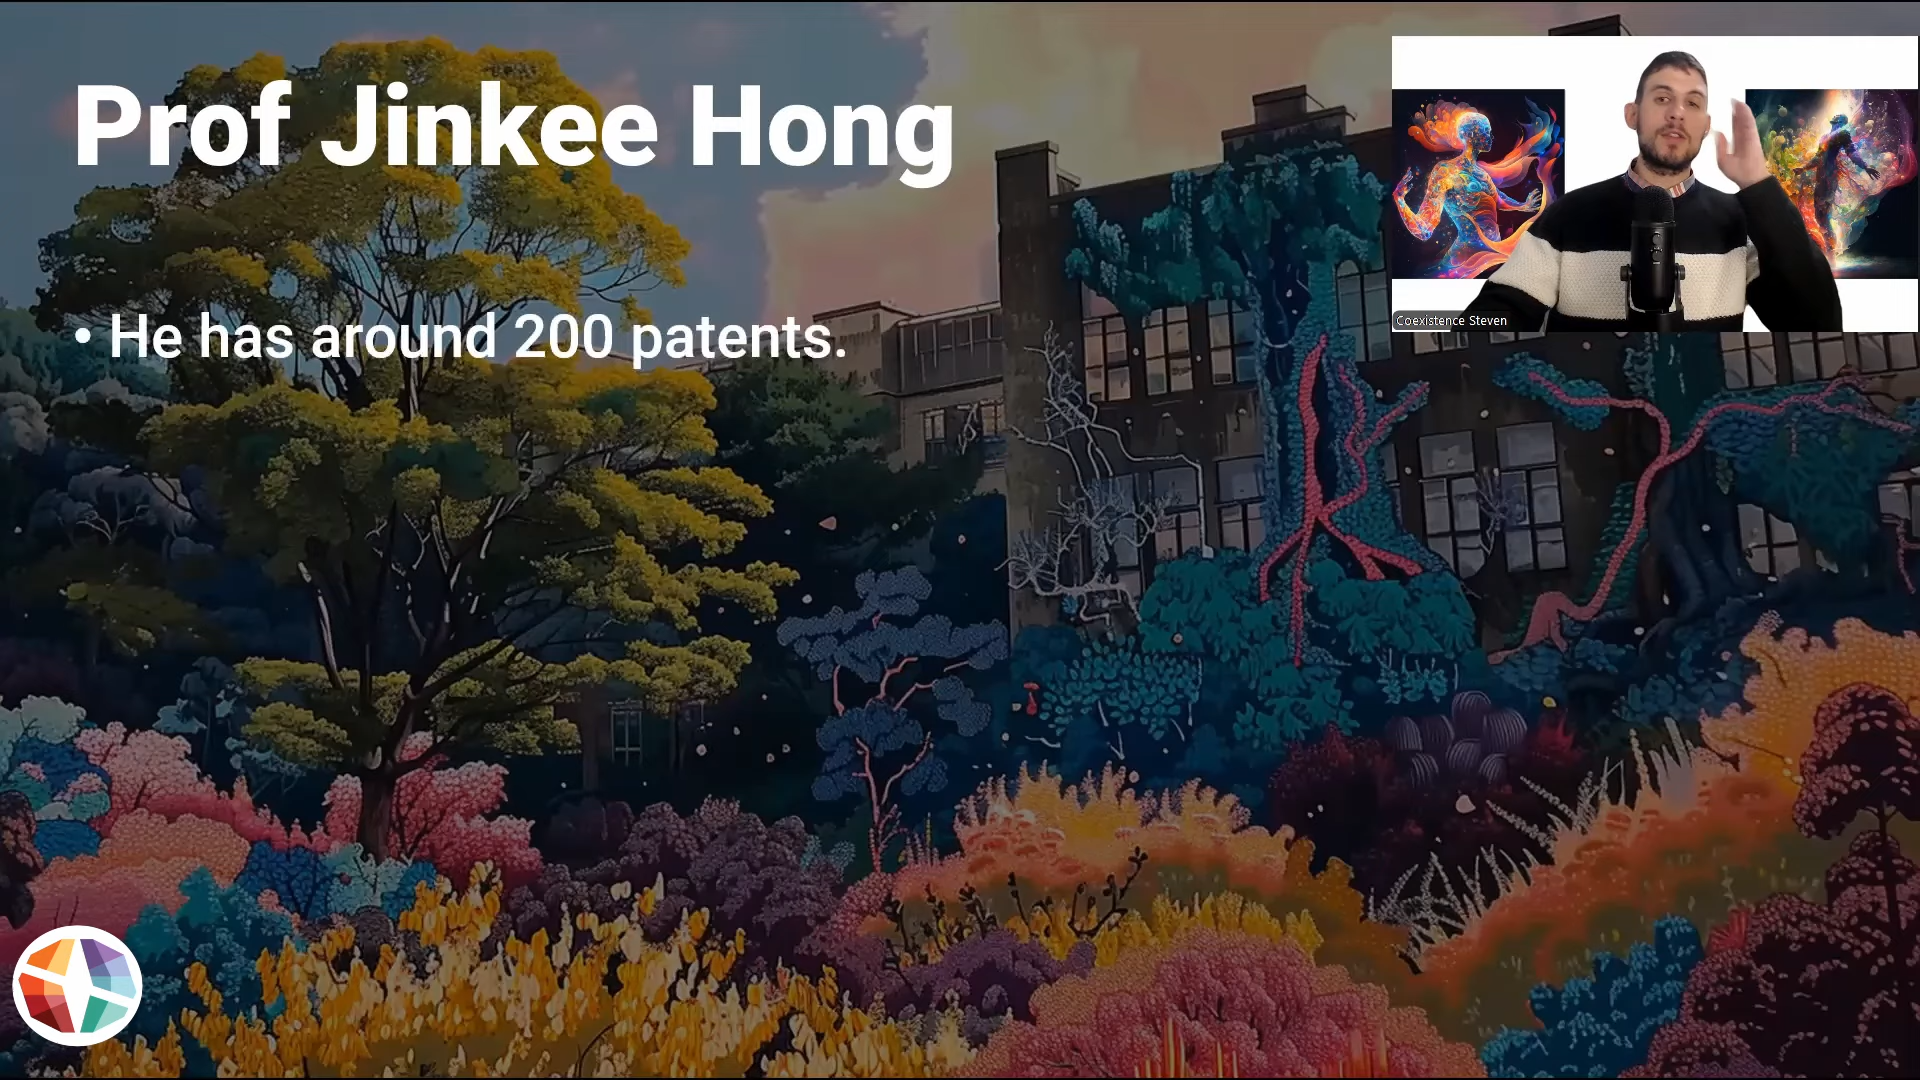 Prof Jinkee Hong
• He has around 200 patents.
Coexistence Steven